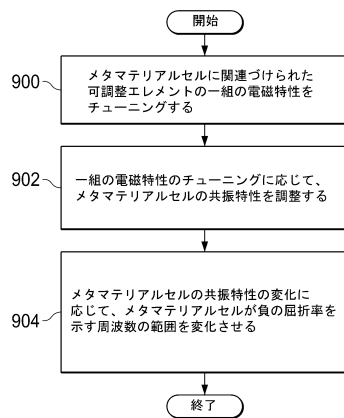 開始
900
メタマテリアルセルに関連づけられた
可調整エレメントの一組の電磁特性を
チューニングする
902
一組の電磁特性のチューニングに応じて、
メタマテリアルセルの共振特性を調整する
904
メタマテリアルセルの共振特性の変化に
応じて、メタマテリアルセルが負の屈折率を
示す周波数の範囲を変化させる
終了